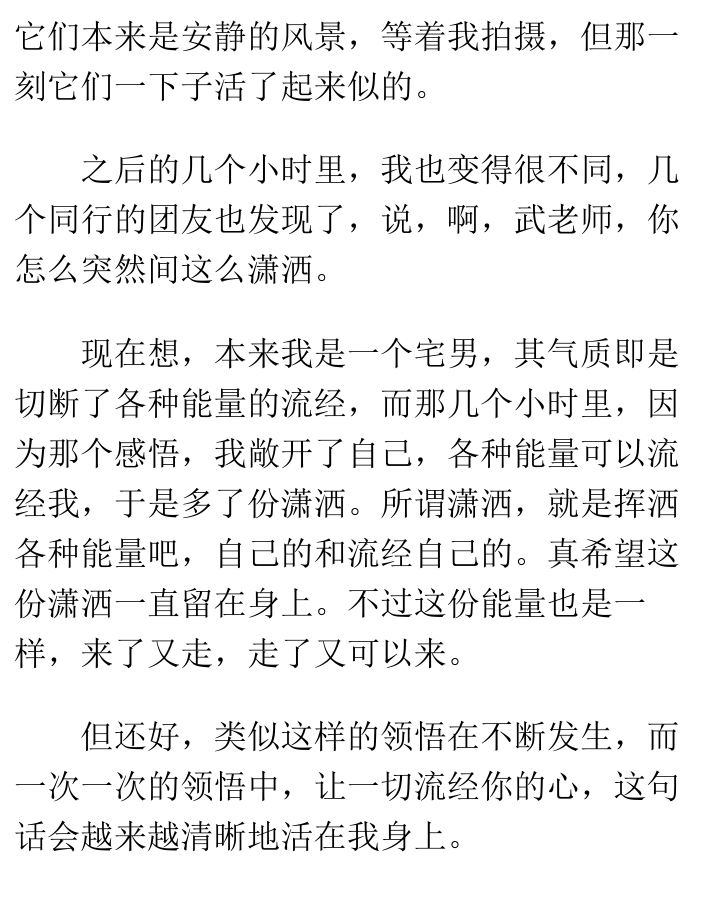 它们本来是安静的风景，等着我拍摄，但那一
刻它们一下子活了起来似的。
之后的几个小时里，我也变得很不同，几
个同行的团友也发现了，说，啊，武老师，你
怎么突然间这么潇洒。
现在想，本来我是一个宅男，其气质即是
切断了各种能量的流经，而那几个小时里，因
为那个感悟，我敞开了自己，各种能量可以流
经我，于是多了份潇洒。所谓潇洒，就是挥洒
各种能量吧，自己的和流经自己的。真希望这
份潇洒一直留在身上。不过这份能量也是一
样，来了又走，走了又可以来。
但还好，类似这样的领悟在不断发生，而
一次一次的领悟中，让一切流经你的心，这句
话会越来越清晰地活在我身上。